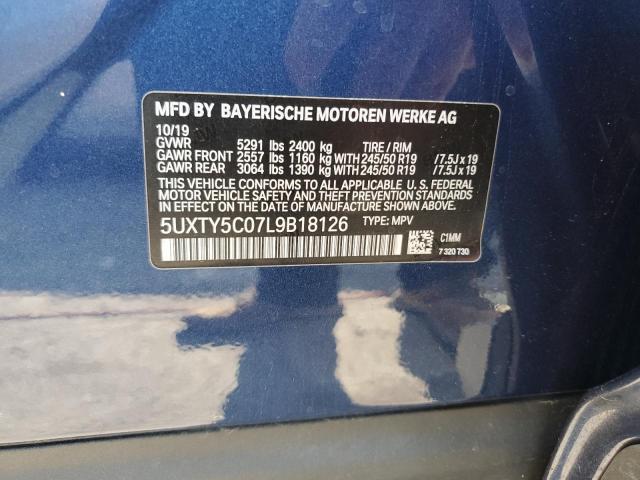 MFD BY BAYERISCHE MOTOREN WERKE AG
10/19
GVWR 5291 lbs 2400 kg TIRE / RIM
GAWR FRONT 2557 lbs 1160 kg WITH 245/50 R19 / 7.5J x 19
GAWR REAR 3064 lbs 1390 kg WITH 245/50 R19 / 7.5J x 19
THIS VEHICLE CONFORMS TO ALL APPLICABLE U. S. FEDERAL
MOTOR VEHICLE SAFETY, BUMPER, AND THEFT PREVENTION
STANDARDS IN EFFECT ON THE DATE OF MANUFACTURE SHOWN ABOVE.
5UXTY5C07L9B18126 TYPE: MPV
C1MM
7 320 730